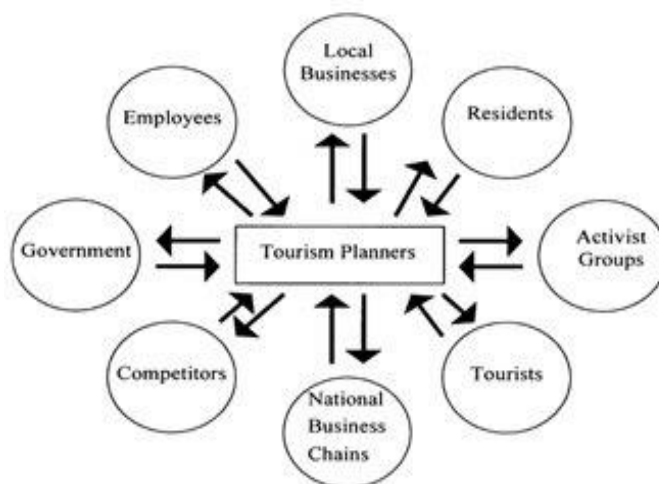 Local
Businesses
Employees
Residents
Government
Tourism Planners
Activist
Groups
Competitors
Tourists
National
Business
Chains